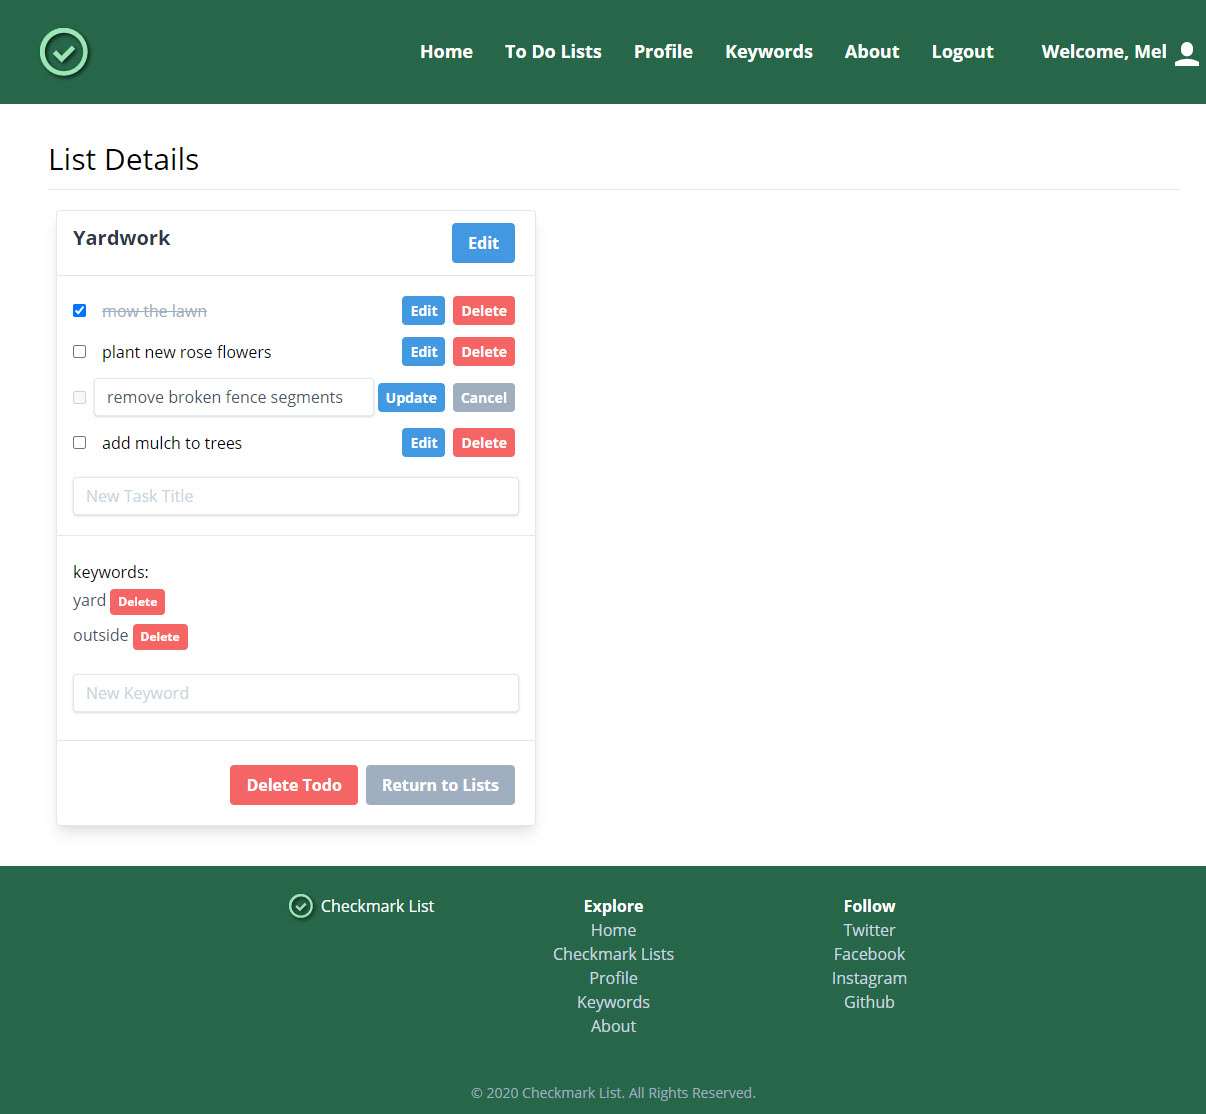 Home To Do Lists Profile Keywords About Logout Welcome, Mel
List Details
Yardwork Edit
mow the lawn Edit Delete
plant new rose flowers Edit Delete
remove broken fence segments Update Cancel
add mulch to trees Edit Delete
New Task Title
keywords:
yard Delete
outside Delete
New Keyword
Delete Todo Return to Lists
Checkmark List
Explore
Home
Checkmark Lists
Profile
Keywords
About
Follow
Twitter
Facebook
Instagram
Github
© 2020 Checkmark List. All Rights Reserved.